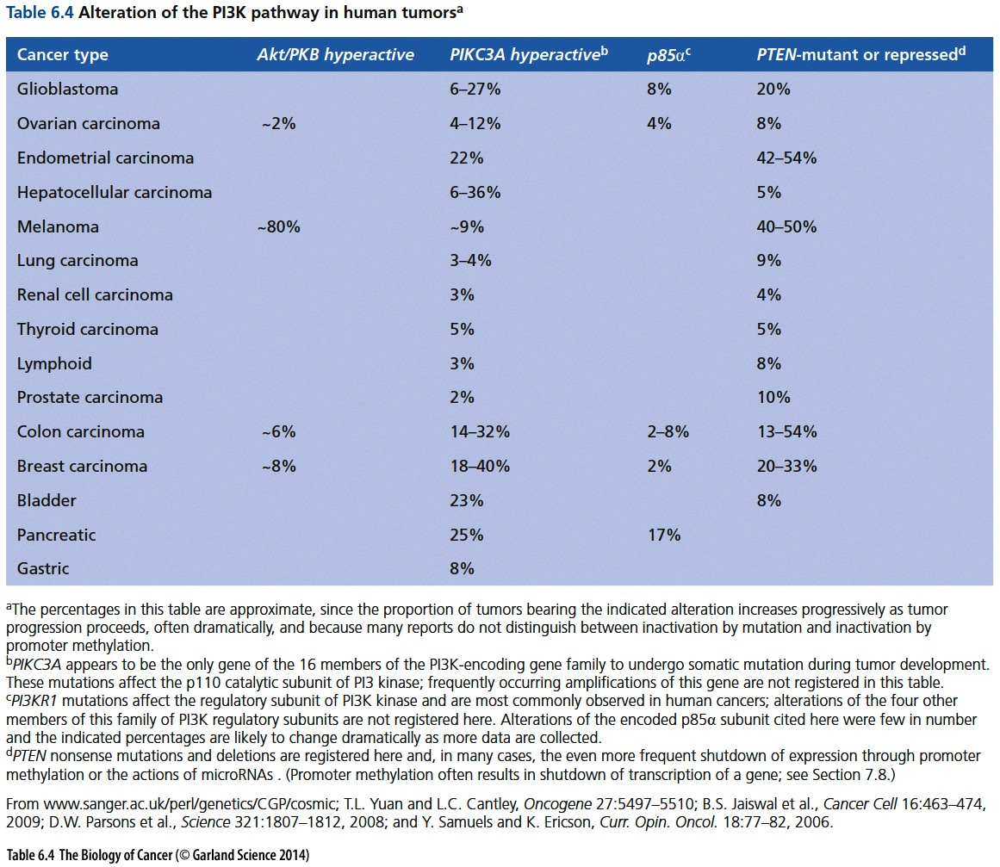 Table 6.4 Alteration of the PI3K pathway in human tumorsᵃ
Cancer type Akt/PKB hyperactive PIKC3A hyperactiveᵇ p85αᶜ PTEN-mutant or repressedᵈ
Glioblastoma 6–27% 8% 20%
Ovarian carcinoma ~2% 4–12% 4% 8%
Endometrial carcinoma 22% 42–54%
Hepatocellular carcinoma 6–36% 5%
Melanoma ~80% ~9% 40–50%
Lung carcinoma 3–4% 9%
Renal cell carcinoma 3% 4%
Thyroid carcinoma 5% 5%
Lymphoid 3% 8%
Prostate carcinoma 2% 10%
Colon carcinoma ~6% 14–32% 2–8% 13–54%
Breast carcinoma ~8% 18–40% 2% 20–33%
Bladder 23% 8%
Pancreatic 25% 17%
Gastric 8%
ᵃThe percentages in this table are approximate, since the proportion of tumors bearing the indicated alteration increases progressively as tumor
progression proceeds, often dramatically, and because many reports do not distinguish between inactivation by mutation and inactivation by
promoter methylation.
ᵇPIKC3A appears to be the only gene of the 16 members of the PI3K-encoding gene family to undergo somatic mutation during tumor development.
These mutations affect the p110 catalytic subunit of PI3 kinase; frequently occurring amplifications of this gene are not registered in this table.
ᶜPI3KR1 mutations affect the regulatory subunit of PI3K kinase and are most commonly observed in human cancers; alterations of the four other
members of this family of PI3K regulatory subunits are not registered here. Alterations of the encoded p85α subunit cited here were few in number
and the indicated percentages are likely to change dramatically as more data are collected.
ᵈPTEN nonsense mutations and deletions are registered here and, in many cases, the even more frequent shutdown of expression through promoter
methylation or the actions of microRNAs . (Promoter methylation often results in shutdown of transcription of a gene; see Section 7.8.)
From www.sanger.ac.uk/perl/genetics/CGP/cosmic; T.L. Yuan and L.C. Cantley, Oncogene 27:5497–5510; B.S. Jaiswal et al., Cancer Cell 16:463–474,
2009; D.W. Parsons et al., Science 321:1807–1812, 2008; and Y. Samuels and K. Ericson, Curr. Opin. Oncol. 18:77–82, 2006.
Table 6.4 The Biology of Cancer (© Garland Science 2014)